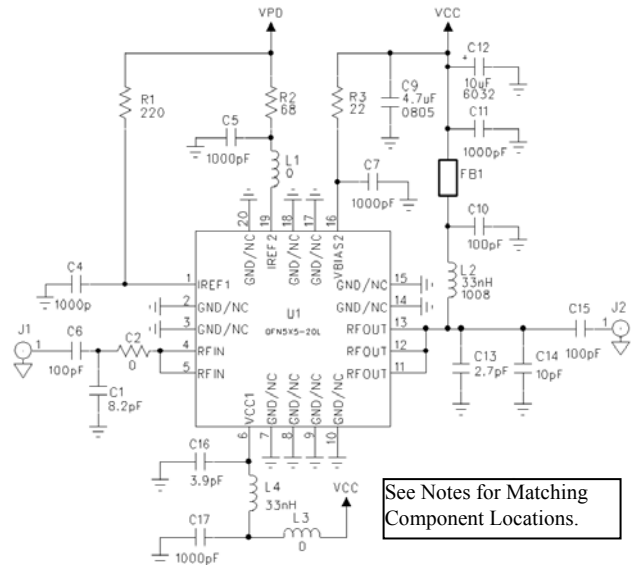 VPD
VCC
R1
220
R2
68
R3
22
C9
4.7uF
0805
+
C12
10uF
6032
C11
1000pF
FB1
C5
1000pF
L1
0
C7
1000pF
C10
100pF
L2
33nH
1008
20
19
18
17
16
GND/NC
IREF2
GND/NC
GND/NC
VBIAS2
C4
1000p
1
IREF1
2
GND/NC
3
GND/NC
4
RFIN
5
RFIN
U1
QFN5X5-20L
GND/NC
15
GND/NC
14
RFOUT
13
RFOUT
12
RFOUT
11
J1
1
C6
100pF
C2
0
C1
8.2pF
C15
100pF
J2
1
C13
2.7pF
C14
10pF
VCC1
GND/NC
GND/NC
GND/NC
GND/NC
6
7
8
9
10
C16
3.9pF
L4
33nH
L3
0
VCC
C17
1000pF
See Notes for Matching
Component Locations.